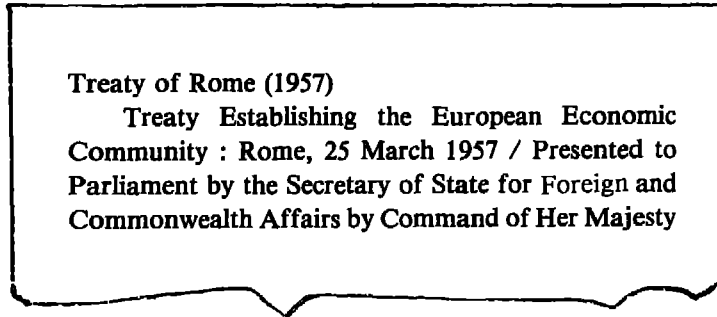 Treaty of Rome (1957)
Treaty Establishing the European Economic
Community : Rome, 25 March 1957 / Presented to
Parliament by the Secretary of State for Foreign and
Commonwealth Affairs by Command of Her Majesty